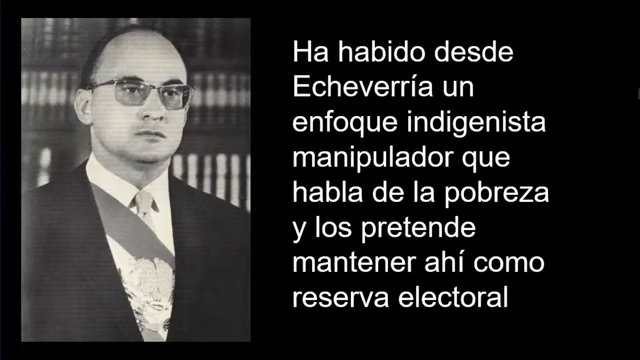 Ha habido desde
Echeverría un
enfoque indigenista
manipulador que
habla de la pobreza
y los pretende
mantener ahí como
reserva electoral